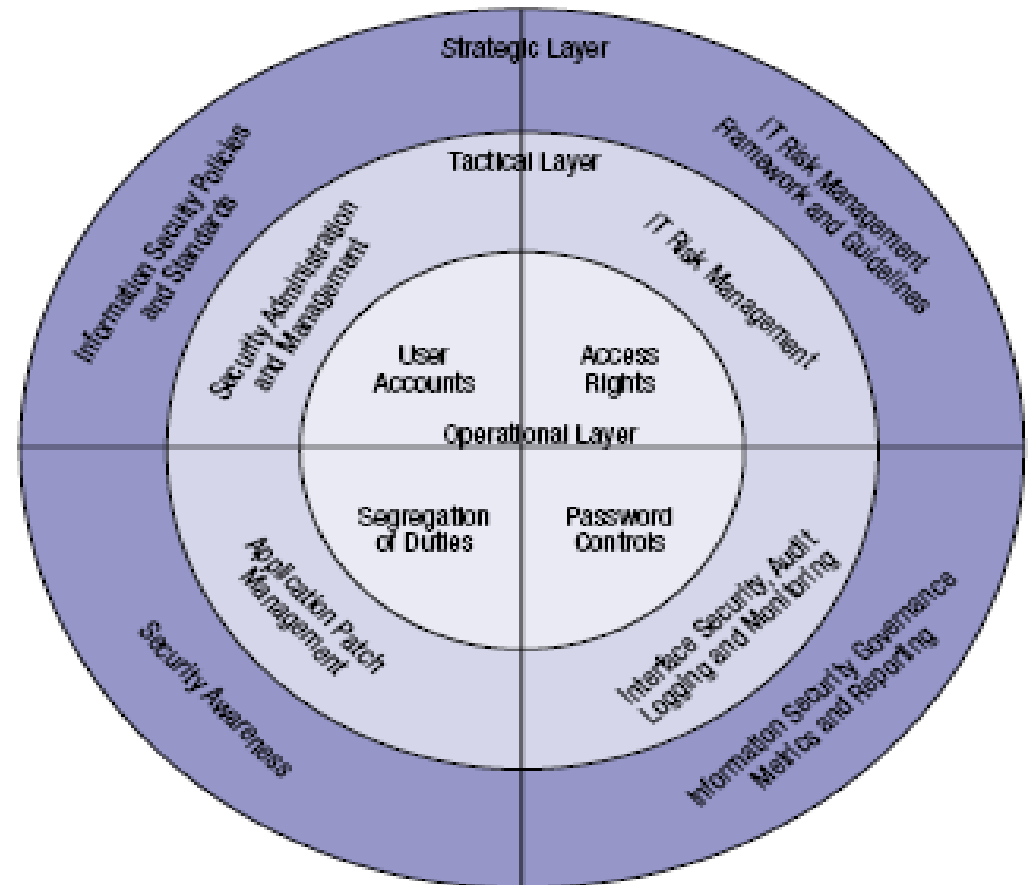 Strategic Layer
Information Security Policies
and Standards
IT Risk Management
Framework and Guidelines
Tactical Layer
Security Administration
and Management
IT Risk Management
User
Accounts
Access
Rights
Operational Layer
Segregation
of Duties
Password
Controls
Application Patch
Management
Interface Security, Audit
Logging and Monitoring
Security Awareness
Information Security Governance
Metrics and Reporting